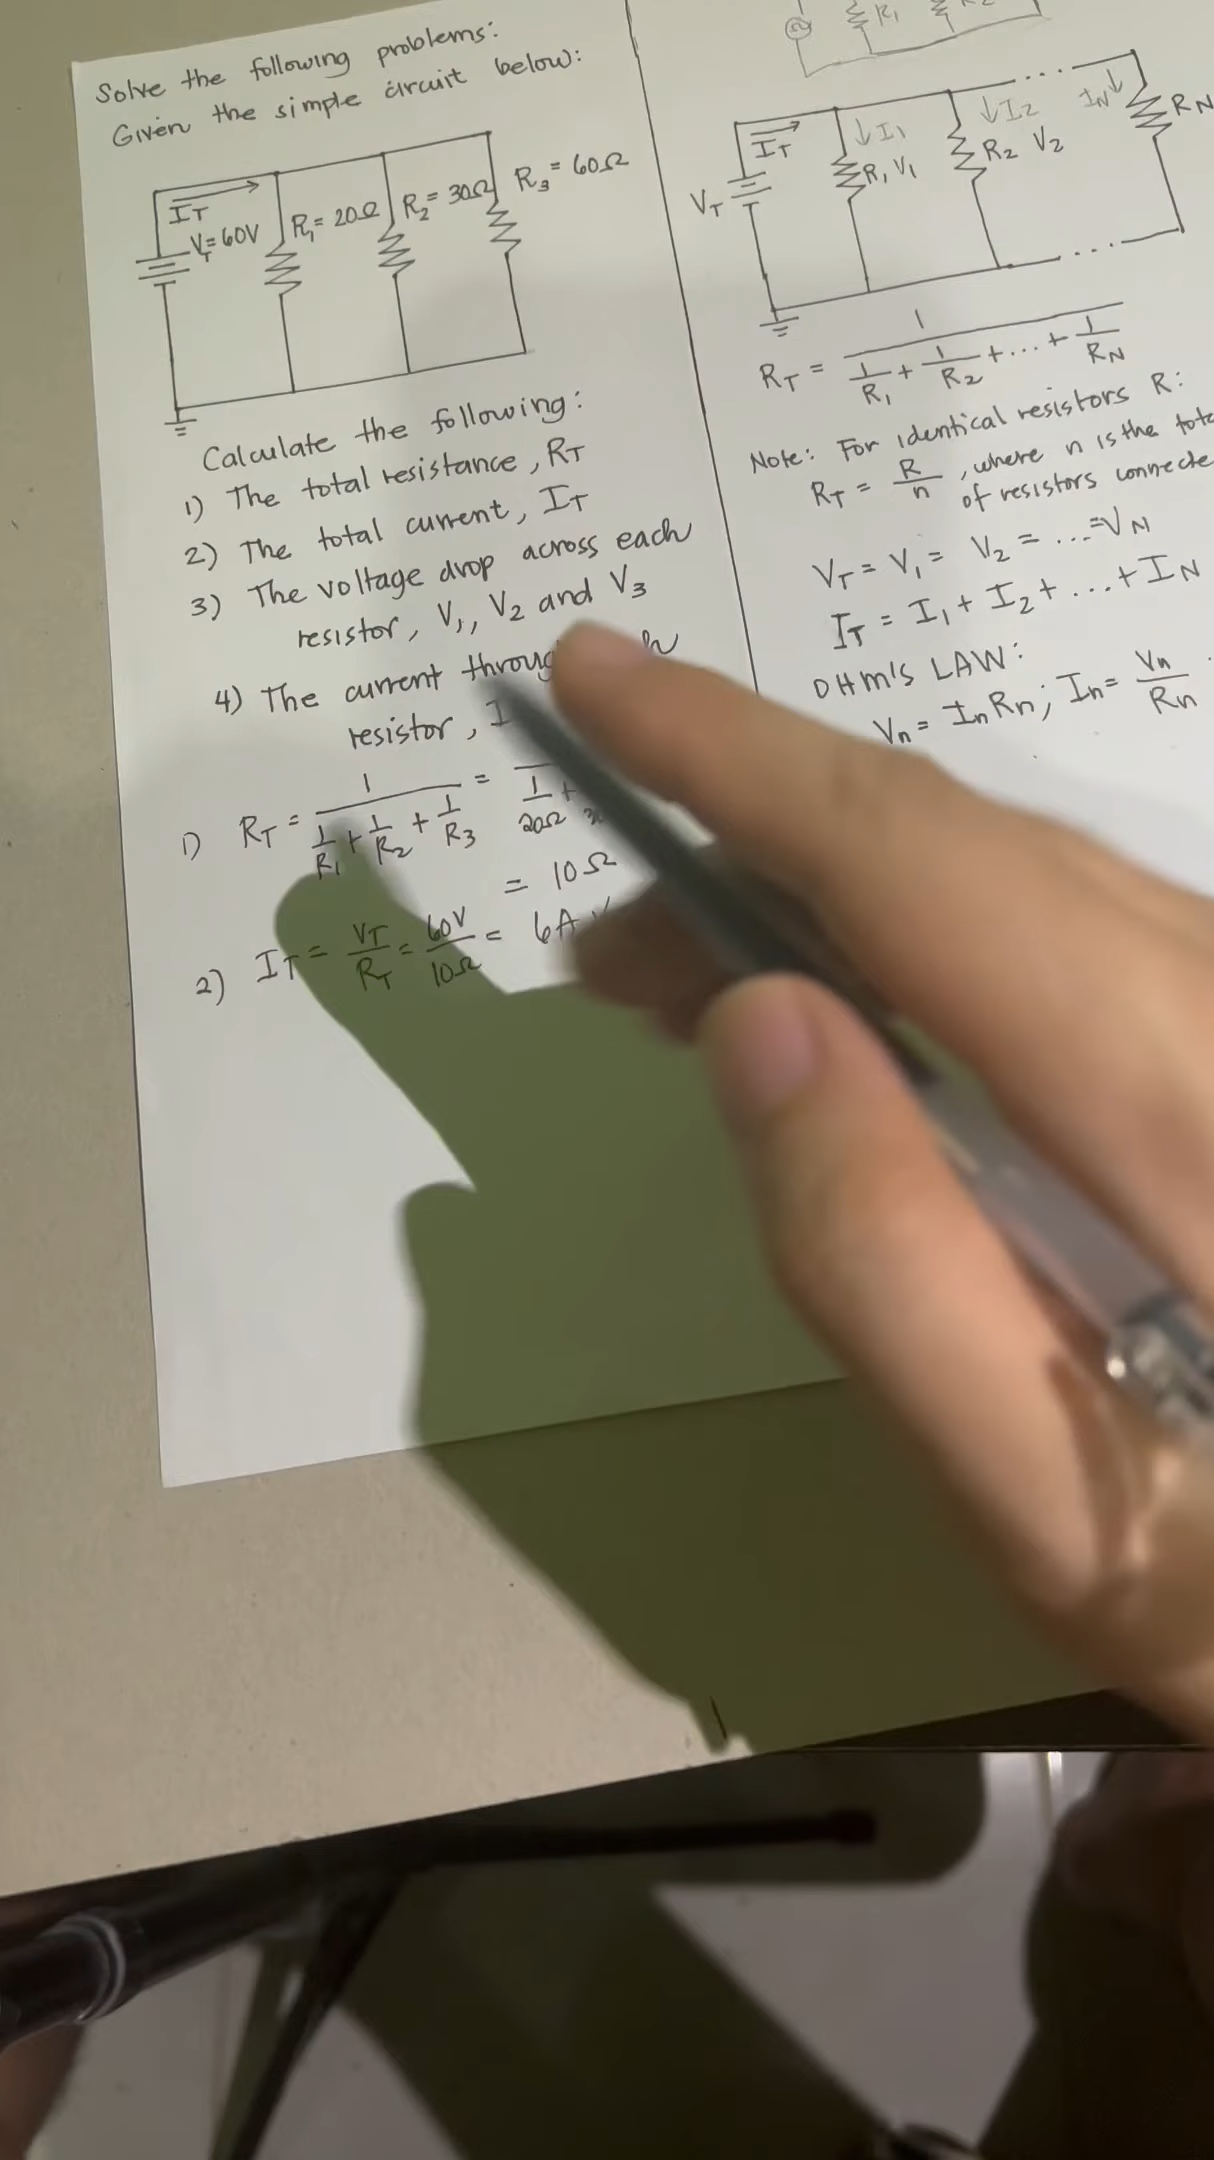 Solve the following problems:
Given the simple circuit below:
IT
VT=60V
R1=20Ω
R2=30Ω
R3=60Ω
Calculate the following:
1) The total resistance, RT
2) The total current, IT
3) The voltage drop across each
resistor, V1, V2 and V3
4) The current
resistor, I
1) RT = 1 / (1/R1 + 1/R2 + 1/R3) = 1/20Ω +
= 10Ω
2) IT = VT/RT = 60V/10Ω = 6A
R1
Ω
IT
VT
↓I1
R1 V1
↓I2
R2 V2
...
IN↓
RN
...
RT = 1 / (1/R1 + 1/R2 + ... + 1/RN)
Note: For identical resistors R:
RT = R/n, where n is the
of resistors
VT = V1 = V2 = ... = VN
IT = I1 + I2 + ... + IN
OHM'S LAW:
Vn = InRn; In = Vn/Rn